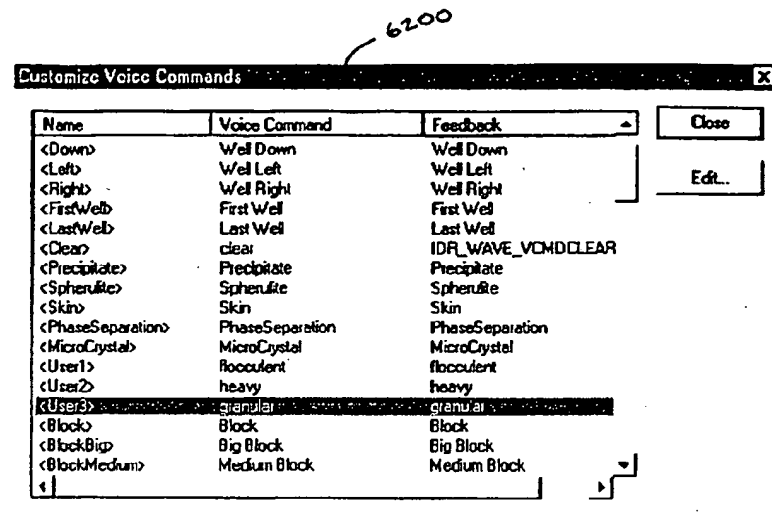 6200
Customize Voice Commands
Name Voice Command Feedback Close
<Down> Well Down Well Down
<Left> Well Left Well Left Edit...
<Right> Well Right Well Right
<FirstWell> First Well First Well
<LastWell> Last Well Last Well
<Clear> clear IDR_WAVE_VCMDCLEAR
<Precipitate> Precipitate Precipitate
<Spherulite> Spherulite Spherulite
<Skin> Skin Skin
<PhaseSeparation> PhaseSeparation PhaseSeparation
<MicroCrystal> MicroCrystal MicroCrystal
<User1> flocculent flocculent
<User2> heavy heavy
<User3> granular granular
<Block> Block Block
<BlockBig> Big Block Big Block
<BlockMedium> Medium Block Medium Block